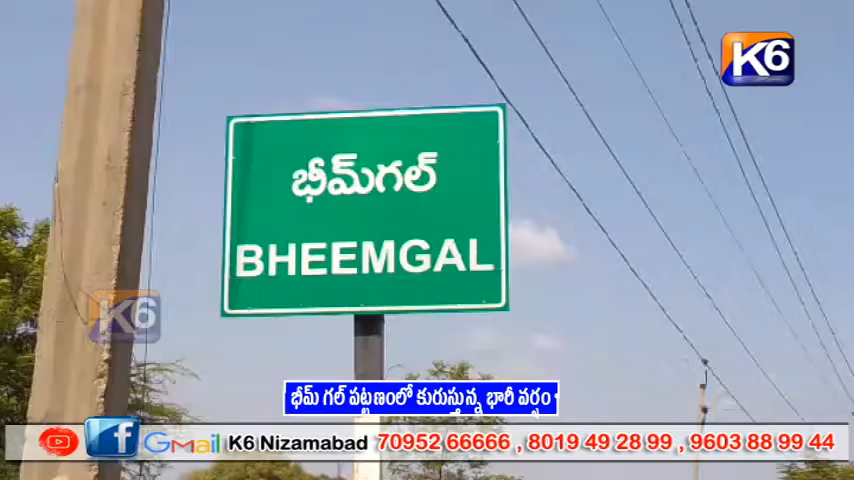 K6
భీమ్‌గల్
BHEEMGAL
K6
భీమ్ గల్ పట్టణంలో కురుస్తున్న భారీ వర్షం
Gmail K6 Nizamabad 70952 66666 , 8019 49 28 99 , 9603 88 99 44